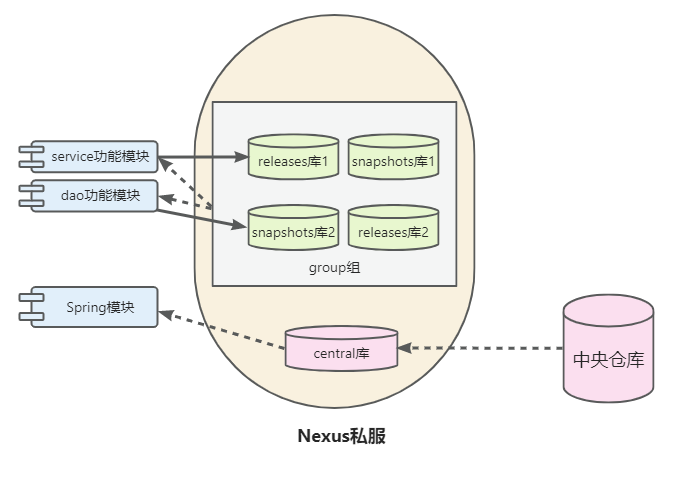 service功能模块
releases库1
snapshots库1
dao功能模块
snapshots库2
releases库2
group组
Spring模块
central库
中央仓库
Nexus私服